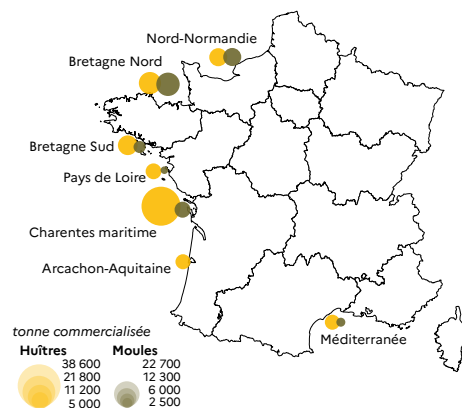 Nord-Normandie
Bretagne Nord
Bretagne Sud
Pays de Loire
Charentes maritime
Arcachon-Aquitaine
Méditerranée
tonne commercialisée
Huîtres Moules
38 600 22 700
21 800 12 300
11 200 6 000
5 000 2 500